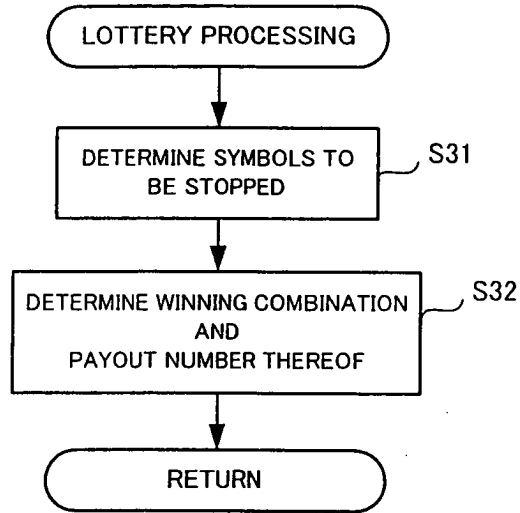 LOTTERY PROCESSING
DETERMINE SYMBOLS TO
BE STOPPED
S31
DETERMINE WINNING COMBINATION
AND
PAYOUT NUMBER THEREOF
S32
RETURN